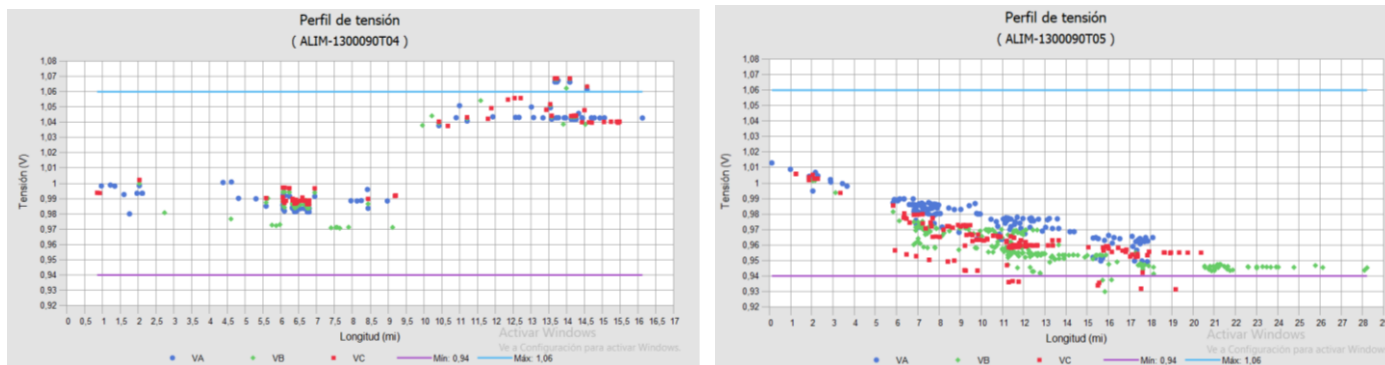 Perfil de tensión
( ALIM-1300090T04 )
Tensión (V)
1,08
1,07
1,06
1,05
1,04
1,03
1,02
1,01
1
0,99
0,98
0,97
0,96
0,95
0,94
0,93
0,92
0 0,5 1 1,5 2 2,5 3 3,5 4 4,5 5 5,5 6 6,5 7 7,5 8 8,5 9 9,5 10 10,5 11 11,5 12 12,5 13 13,5 14 14,5 15 15,5 16 16,5 17
Longitud (mi)
Activar Windows
Ve a Configuración para activar Windows.
VA VB VC Mín: 0,94 Máx: 1,06
Perfil de tensión
( ALIM-1300090T05 )
Tensión (V)
1,08
1,07
1,06
1,05
1,04
1,03
1,02
1,01
1
0,99
0,98
0,97
0,96
0,95
0,94
0,93
0,92
0 1 2 3 4 5 6 7 8 9 10 11 12 13 14 15 16 17 18 19 20 21 22 23 24 25 26 27 28
Longitud (mi)
Activar Windows
Ve a Configuración para activar Windows
VA VB VC Mín: 0,94 Máx: 1,06